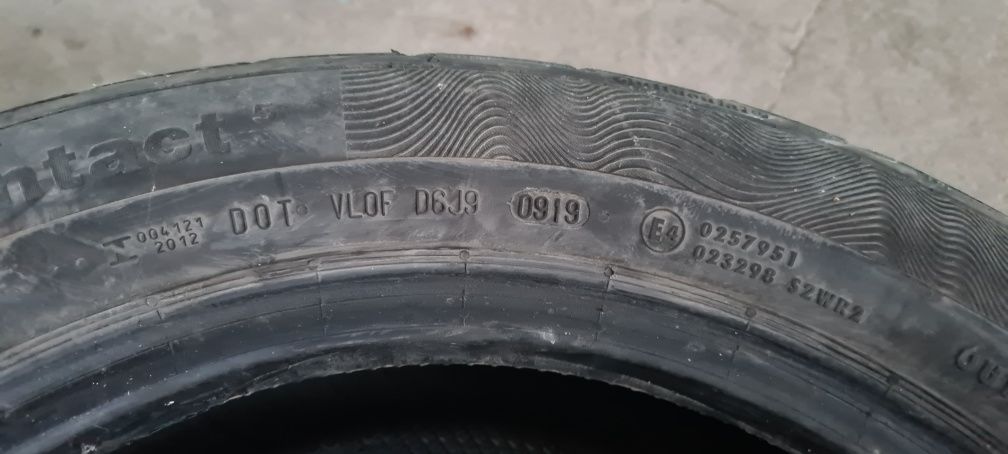 ntact 5
004121
2012
DOT VLOF D6J9 0919
E4
0257951
023298 S2WR2